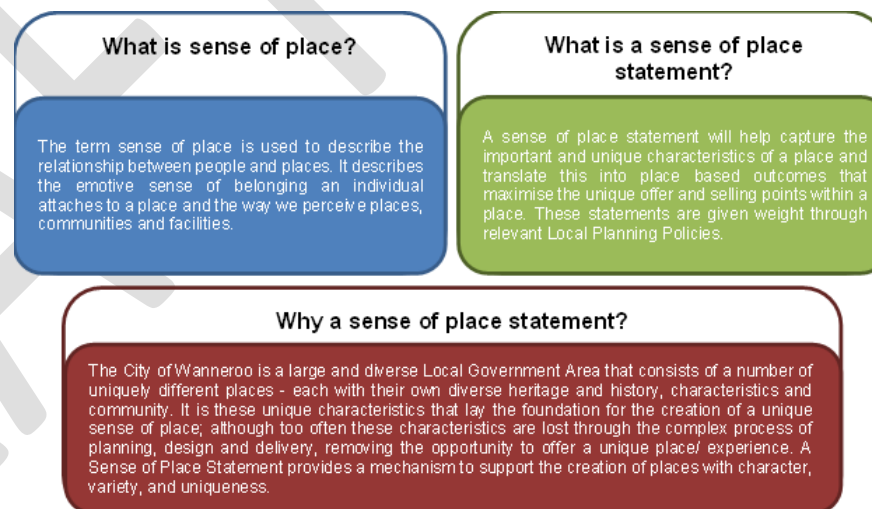 What is sense of place?
The term sense of place is used to describe the
relationship between people and places. It describes
the emotive sense of belonging an individual
attaches to a place and the way we perceive places,
communities and facilities.
What is a sense of place
statement?
A sense of place statement will help capture the
important and unique characteristics of a place and
translate this into place based outcomes that
maximise the unique offer and selling points within a
place. These statements are given weight through
relevant Local Planning Policies.
Why a sense of place statement?
The City of Wanneroo is a large and diverse Local Government Area that consists of a number of
uniquely different places - each with their own diverse heritage and history, characteristics and
community. It is these unique characteristics that lay the foundation for the creation of a unique
sense of place; although too often these characteristics are lost through the complex process of
planning, design and delivery, removing the opportunity to offer a unique place/ experience. A
Sense of Place Statement provides a mechanism to support the creation of places with character,
variety, and uniqueness.